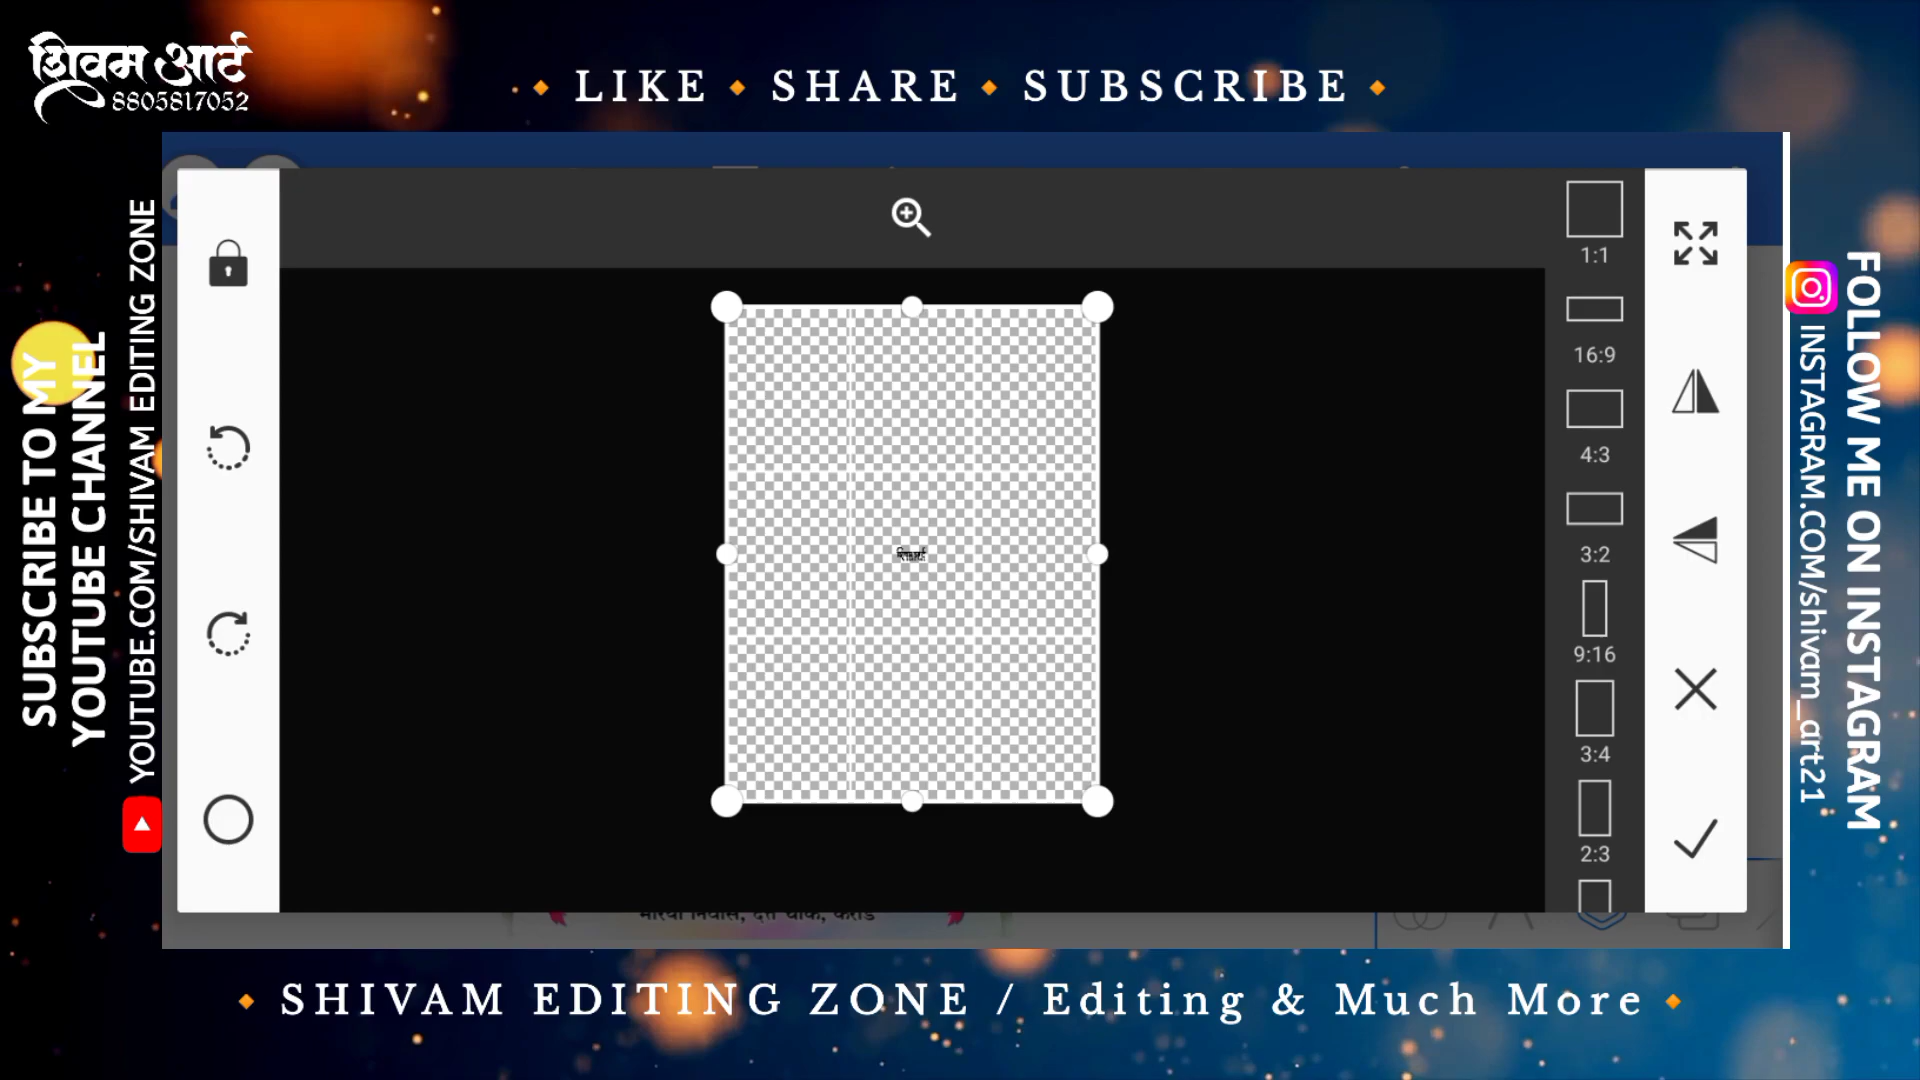 शिवम आर्ट
8805817052
LIKE SHARE SUBSCRIBE
SUBSCRIBE TO MY
YOUTUBE CHANNEL
YOUTUBE.COM/SHIVAM EDITING ZONE
1:1
16:9
4:3
3:2
9:16
3:4
2:3
FOLLOW ME ON INSTAGRAM
INSTAGRAM.COM/shivam_art21
SHIVAM EDITING ZONE / Editing & Much More